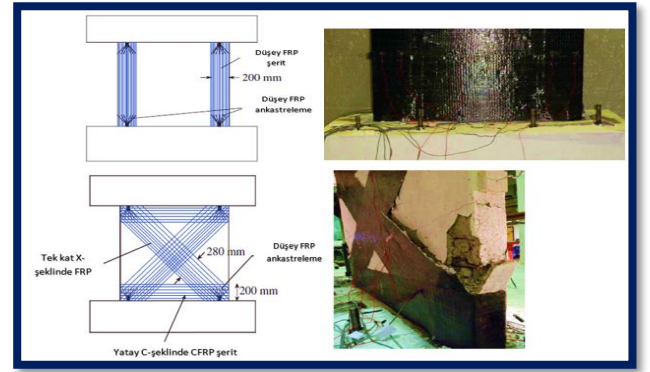 Düşey FRP
şerit
200 mm
Düşey FRP
ankastreleme
Tek kat X-
şeklinde FRP
280 mm
Düşey FRP
ankastreleme
200 mm
Yatay C-şeklinde CFRP şerit